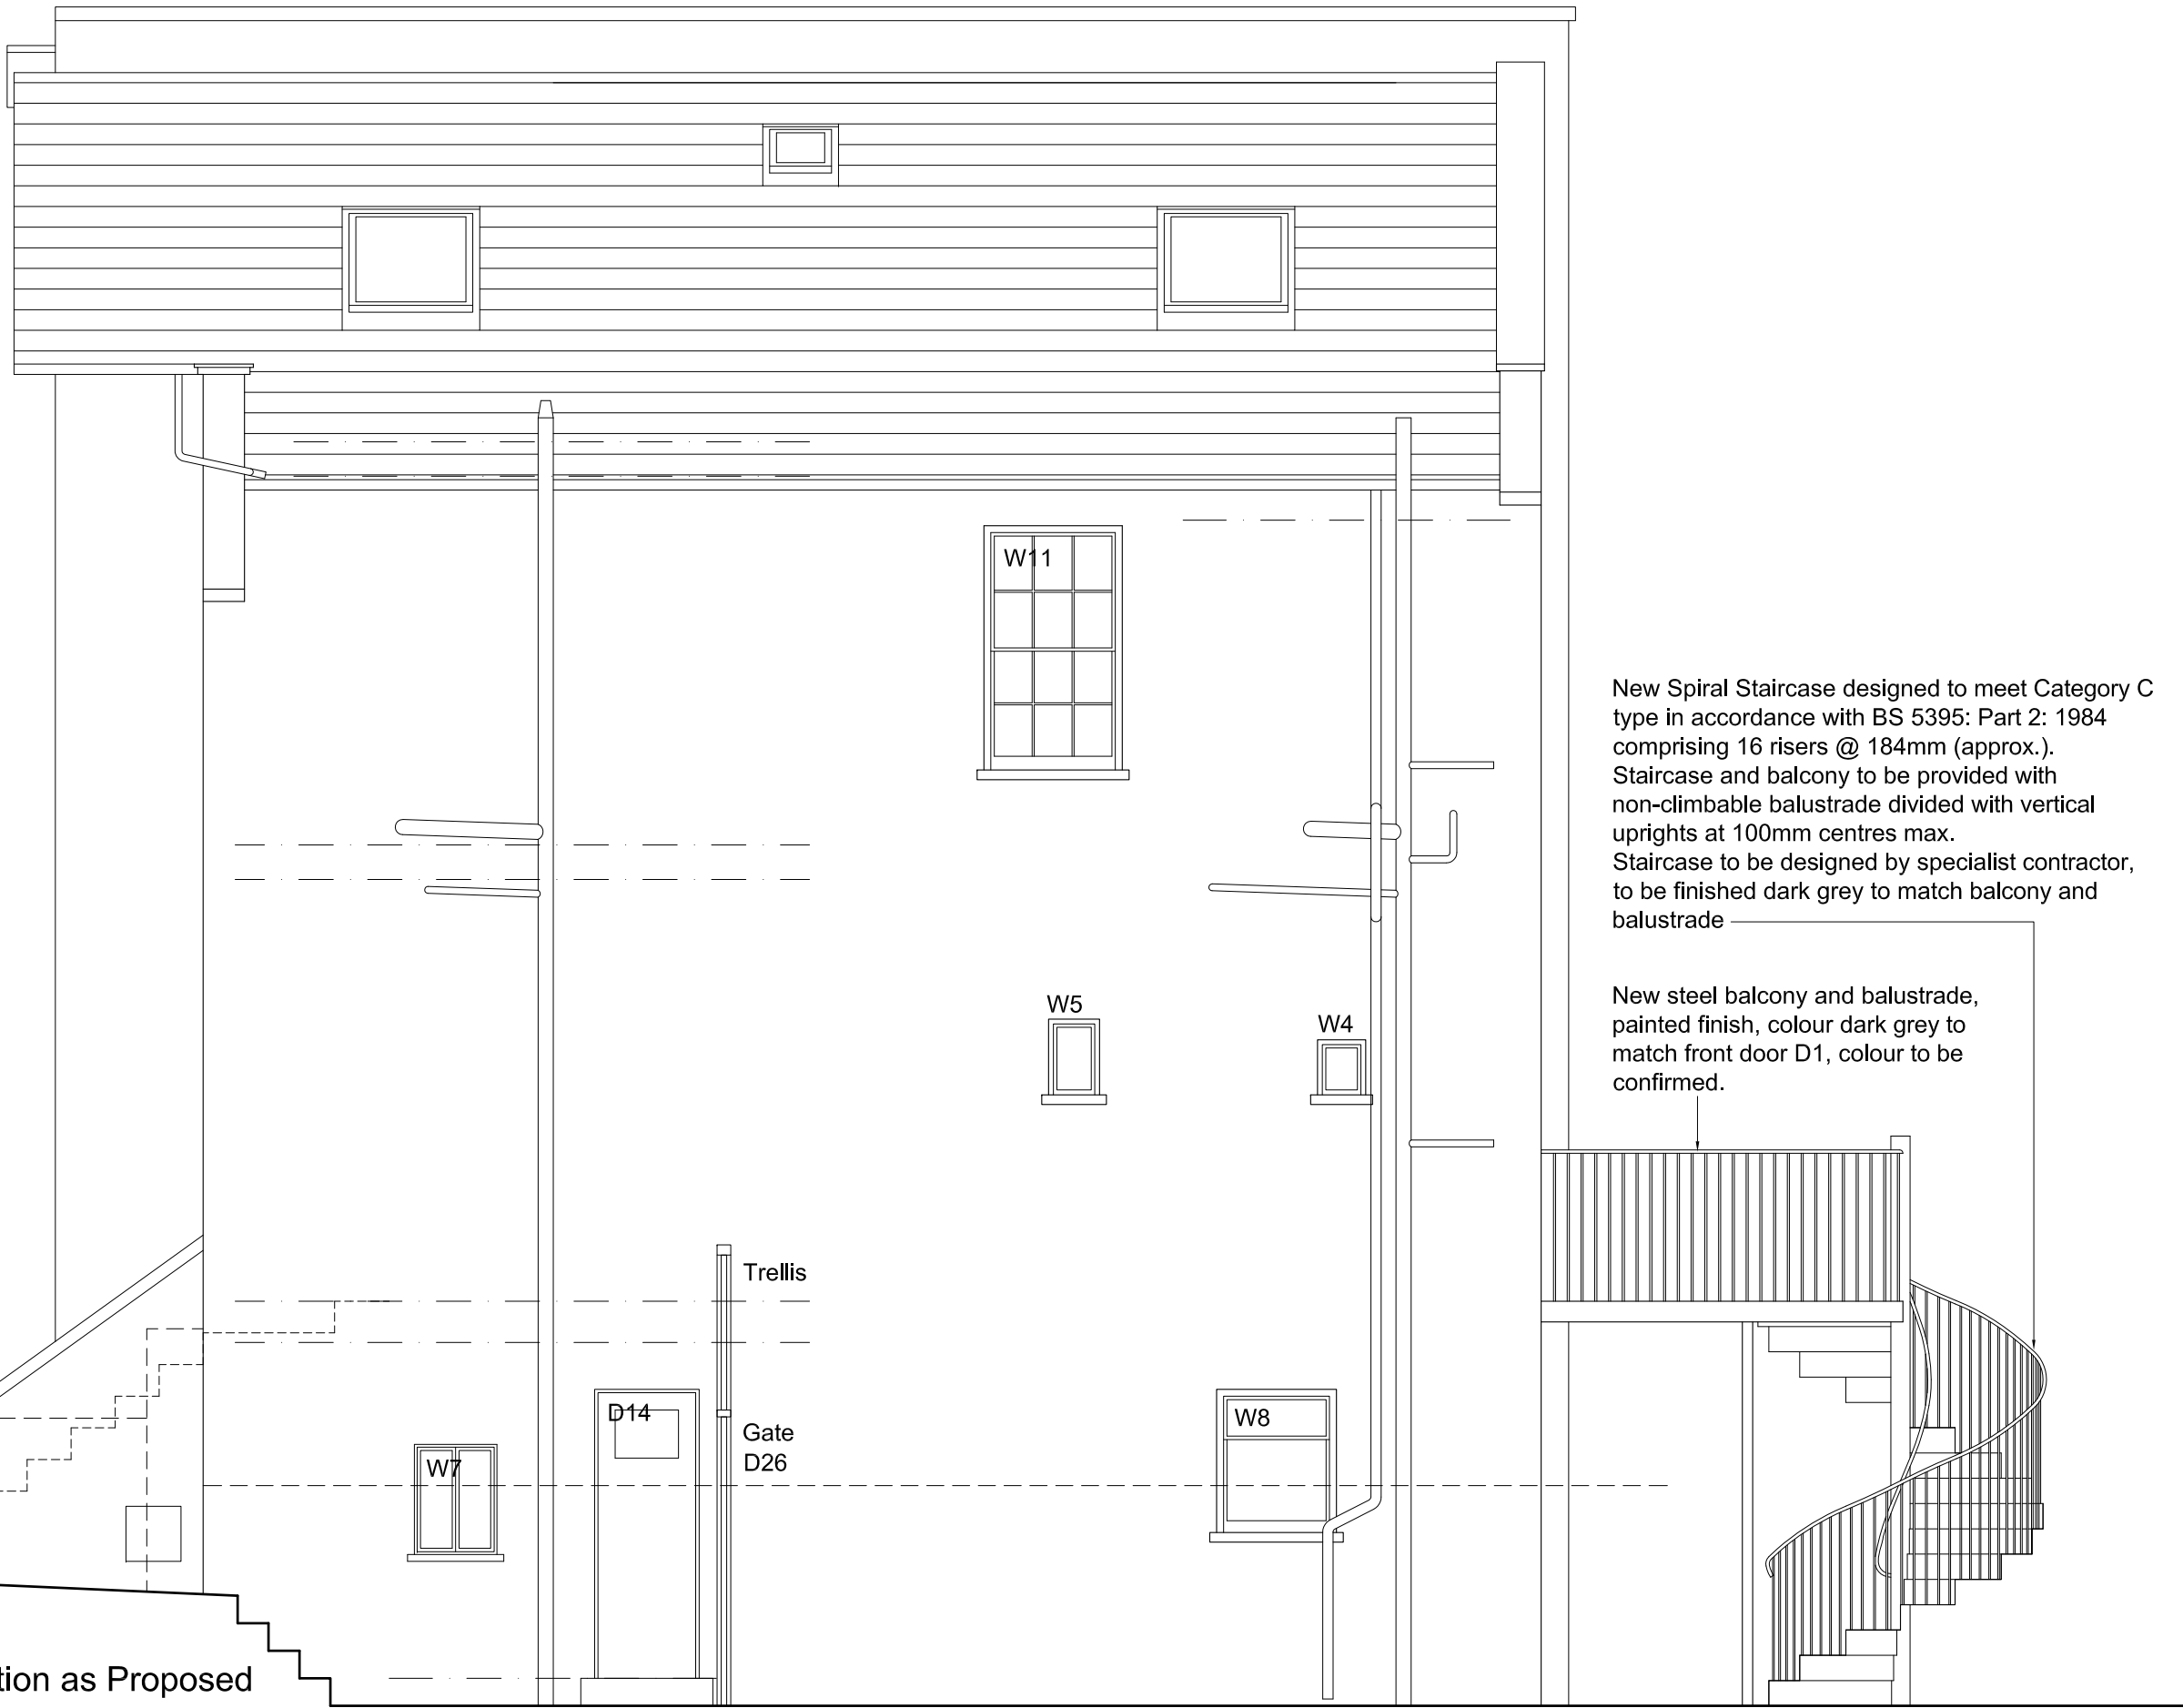 W11
New Spiral Staircase designed to meet Category C
type in accordance with BS 5395: Part 2: 1984
comprising 16 risers @ 184mm (approx.).
Staircase and balcony to be provided with
non-climbable balustrade divided with vertical
uprights at 100mm centres max.
Staircase to be designed by specialist contractor,
to be finished dark grey to match balcony and
balustrade
W5
W4
New steel balcony and balustrade,
painted finish, colour dark grey to
match front door D1, colour to be
confirmed.
Trellis
D14
W8
Gate
D26
W7
tion as Proposed